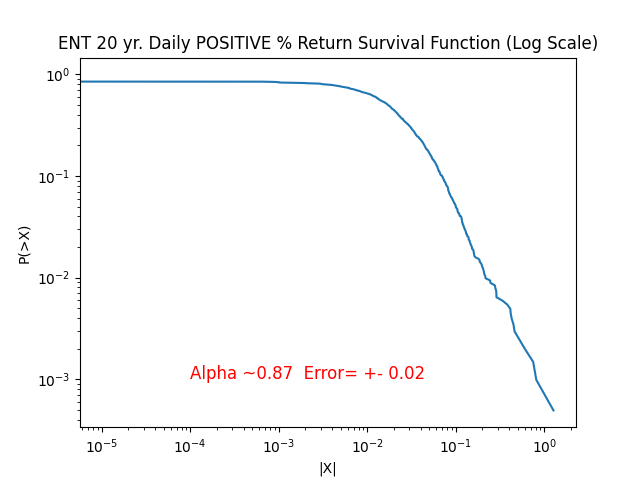 ENT 20 yr. Daily POSITIVE % Return Survival Function (Log Scale)
10⁰
10⁻¹
10⁻²
10⁻³
P(>X)
Alpha ~0.87  Error= +- 0.02
10⁻⁵ 10⁻⁴ 10⁻³ 10⁻² 10⁻¹ 10⁰
|X|